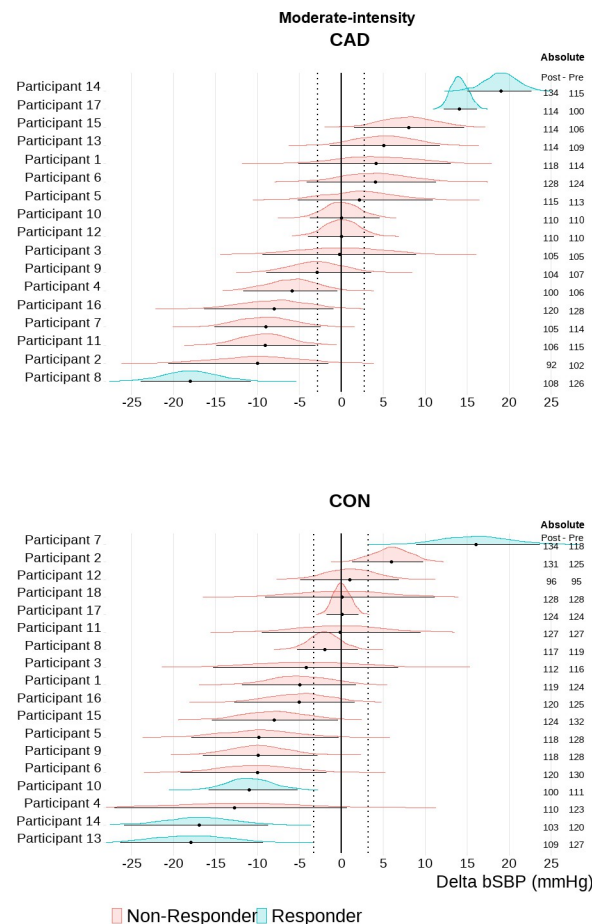 Moderate-intensity
CAD
Absolute
Post - Pre
Participant 14 134 115
Participant 17 114 100
Participant 15 114 106
Participant 13 114 109
Participant 1 118 114
Participant 6 128 124
Participant 5 115 113
Participant 10 110 110
Participant 12 110 110
Participant 3 105 105
Participant 9 104 107
Participant 4 100 106
Participant 16 120 128
Participant 7 105 114
Participant 11 106 115
Participant 2 92 102
Participant 8 108 126
-25 -20 -15 -10 -5 0 5 10 15 20 25
CON
Absolute
Post - Pre
Participant 7 134 118
Participant 2 131 125
Participant 12 96 95
Participant 18 128 128
Participant 17 124 124
Participant 11 127 127
Participant 8 117 119
Participant 3 112 116
Participant 1 119 124
Participant 16 120 125
Participant 15 124 132
Participant 5 118 128
Participant 9 118 128
Participant 6 120 130
Participant 10 100 111
Participant 4 110 123
Participant 14 103 120
Participant 13 109 127
-25 -20 -15 -10 -5 0 5 10 15 20 25
Delta bSBP (mmHg)
Non-Responder Responder